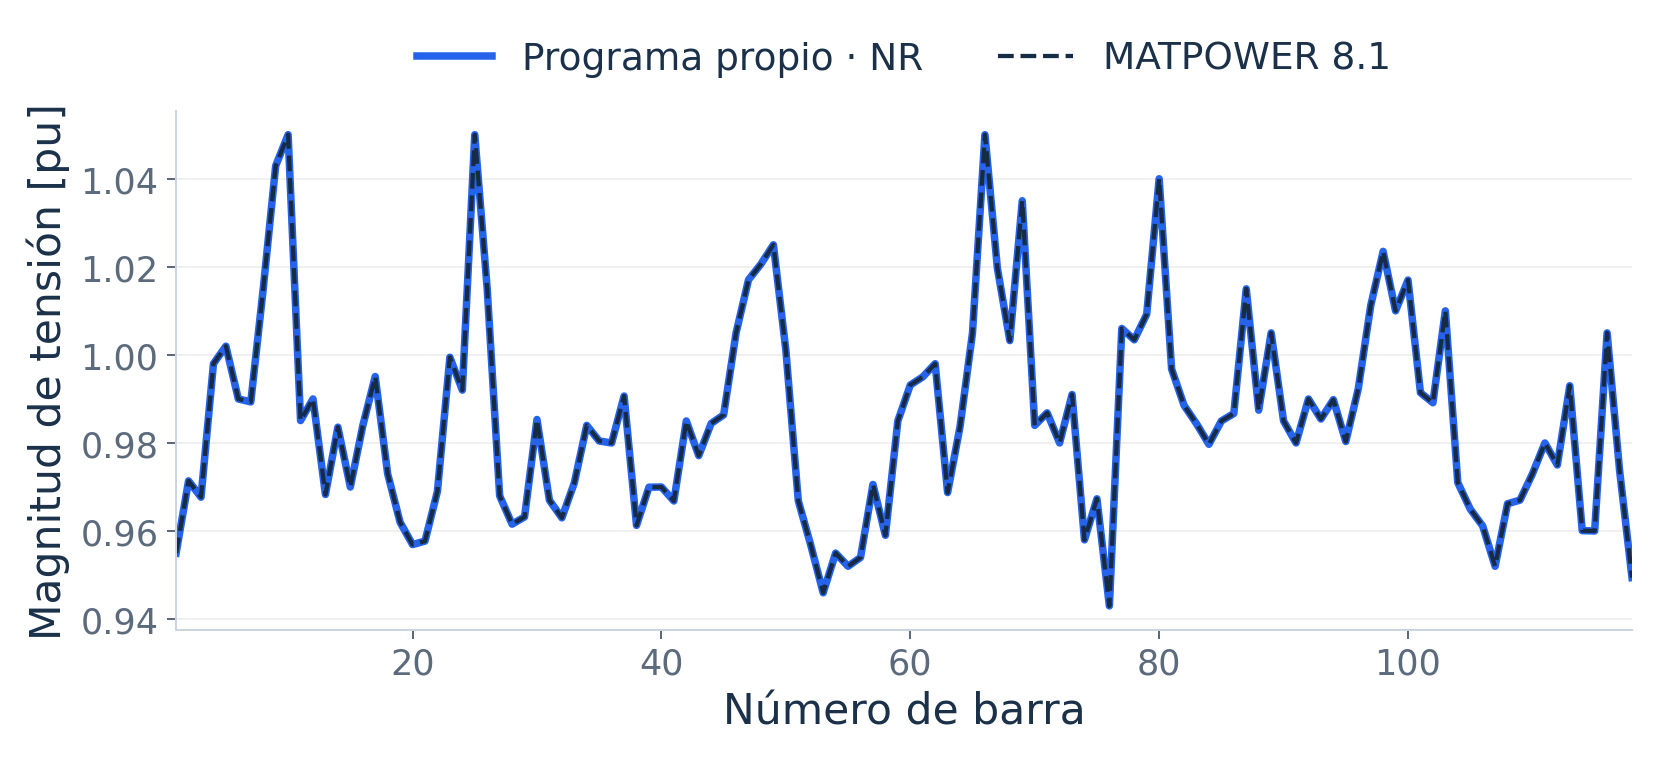 Programa propio · NR
MATPOWER 8.1
Magnitud de tensión [pu]
1.04
1.02
1.00
0.98
0.96
0.94
20
40
60
80
100
Número de barra